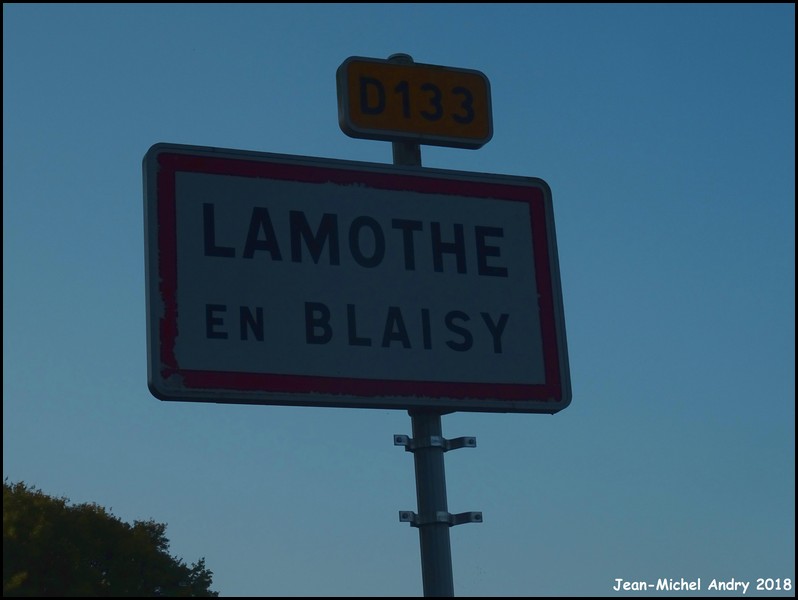 D133
LAMOTHE
EN BLAISY
Jean-Michel Andry 2018